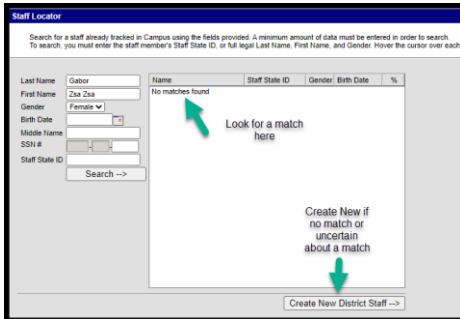 Staff Locator
Search for a staff already tracked in Campus using the fields provided. A minimum amount of data must be entered in order to search.
To search, you must enter the staff member's Staff State ID, or full legal Last Name, First Name, and Gender. Hover the cursor over each
Last Name Gabor
First Name Zsa Zsa
Gender Female
Birth Date
Middle Name
SSN # - -
Staff State ID
Search -->
Name Staff State ID Gender Birth Date %
No matches found
Look for a match
here
Create New if
no match or
uncertain
about a match
Create New District Staff -->